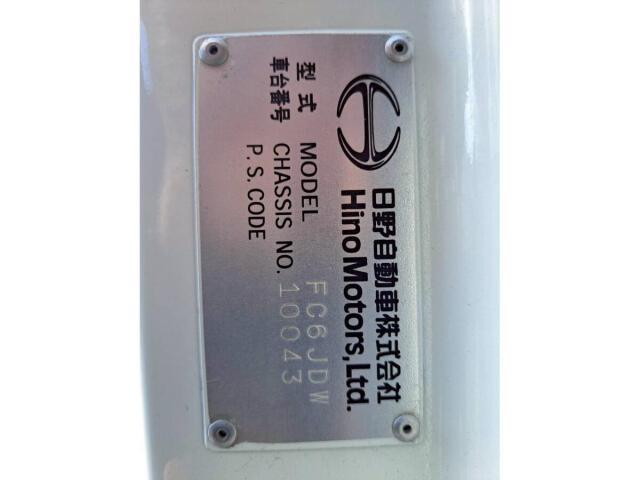 日野自動車株式会社
Hino Motors, Ltd.
型式 MODEL FC6JDW
車台番号 CHASSIS NO. 10043
P.S.CODE